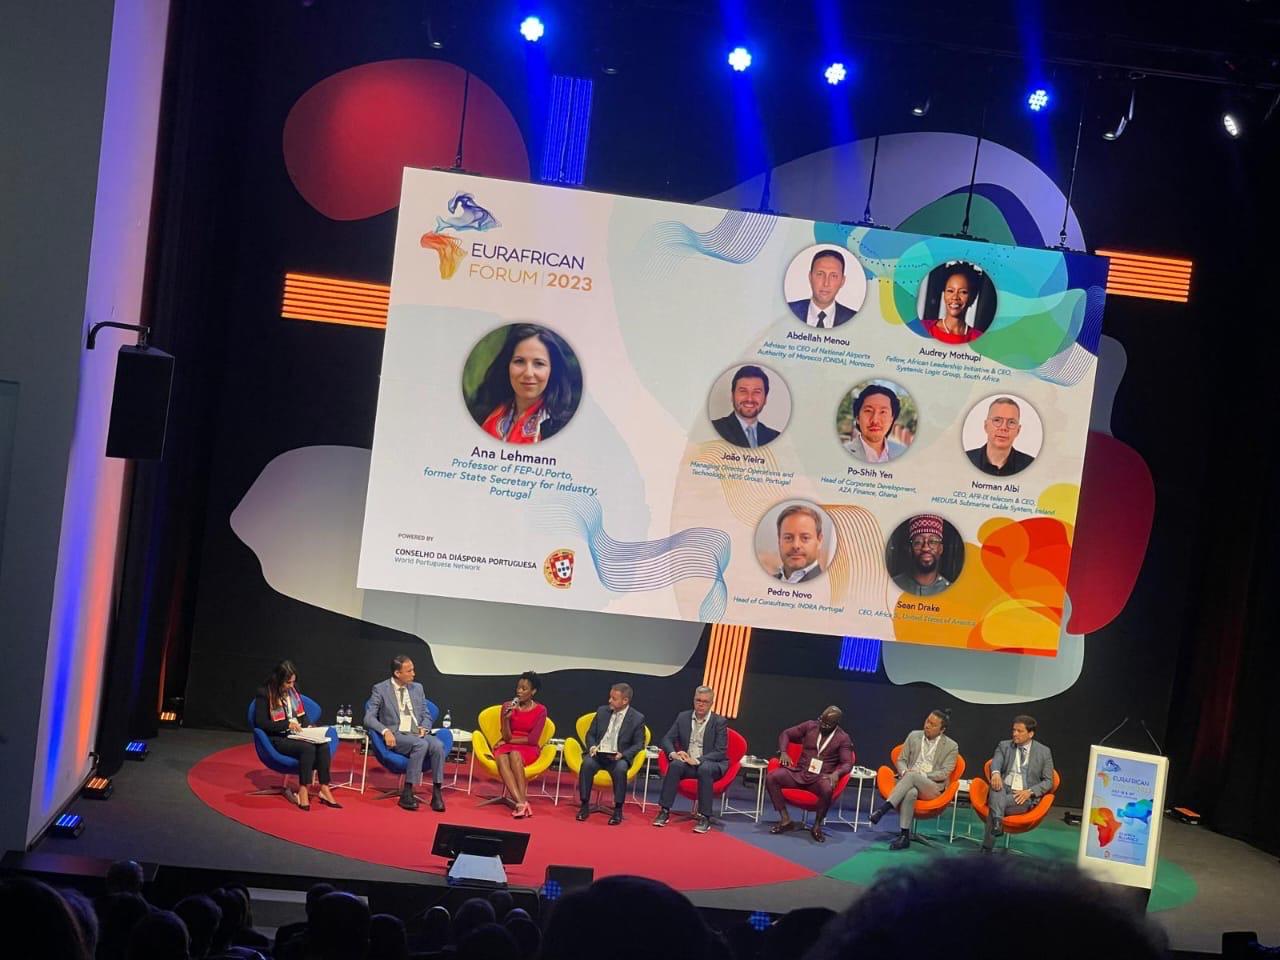 EURAFRICAN
FORUM | 2023
Ana Lehmann
Professor of FEP-U.Porto,
former State Secretary for Industry,
Portugal
POWERED BY
CONSELHO DA DIÁSPORA PORTUGUESA
World Portuguese Network
Abdellah Menou
Advisor to CEO of National Airports
Authority of Morocco (ONDA), Morocco
Audrey Mothupi
Fellow, African Leadership Initiative & CEO,
Systemic Logic Group, South Africa
João Vieira
Managing Director Operations and
Technology, MDS Group, Portugal
Po-Shih Yen
Head of Corporate Development,
AZA Finance, Ghana
Norman Albi
CEO, AFR-IX telecom & CEO,
MEDUSA Submarine Cable System, Ireland
Pedro Novo
Head of Consultancy, INDRA Portugal
Sean Drake
CEO, Africa United States of America
EURAFRICAN
2023